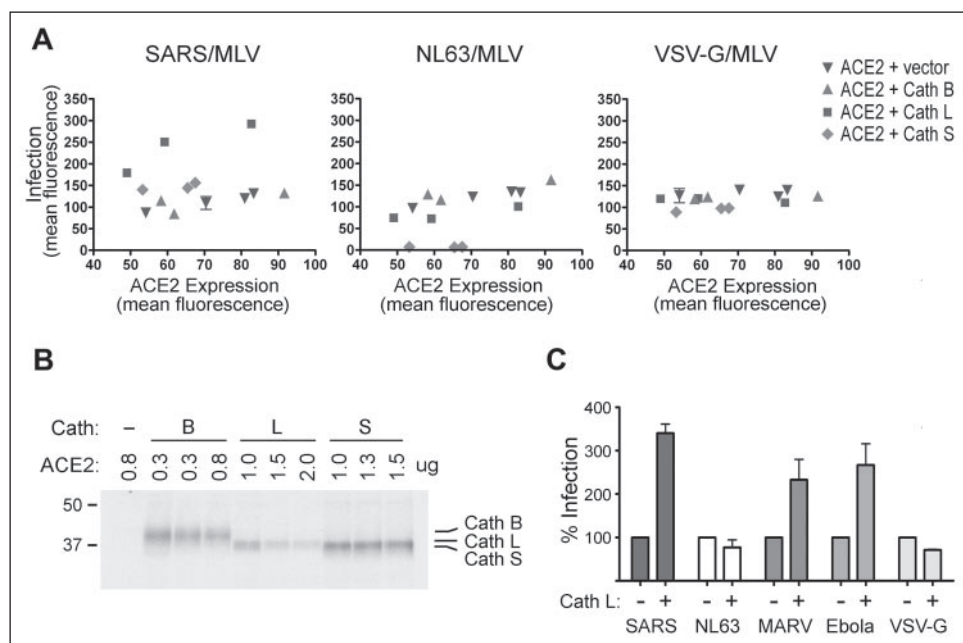 A
SARS/MLV
NL63/MLV
VSV-G/MLV
▼ ACE2 + vector
▲ ACE2 + Cath B
■ ACE2 + Cath L
◆ ACE2 + Cath S
Infection
(mean fluorescence)
350
300
250
200
150
100
50
0
40 50 60 70 80 90 100
ACE2 Expression
(mean fluorescence)
350
300
250
200
150
100
50
0
40 50 60 70 80 90 100
ACE2 Expression
(mean fluorescence)
350
300
250
200
150
100
50
0
40 50 60 70 80 90 100
ACE2 Expression
(mean fluorescence)
B
Cath: – B L S
ACE2: 0.8 0.3 0.3 0.8 1.0 1.5 2.0 1.0 1.3 1.5 ug
50
37
Cath B
Cath L
Cath S
C
% Infection
400
300
200
100
Cath L: - + - + - + - + - +
SARS NL63 MARV Ebola VSV-G